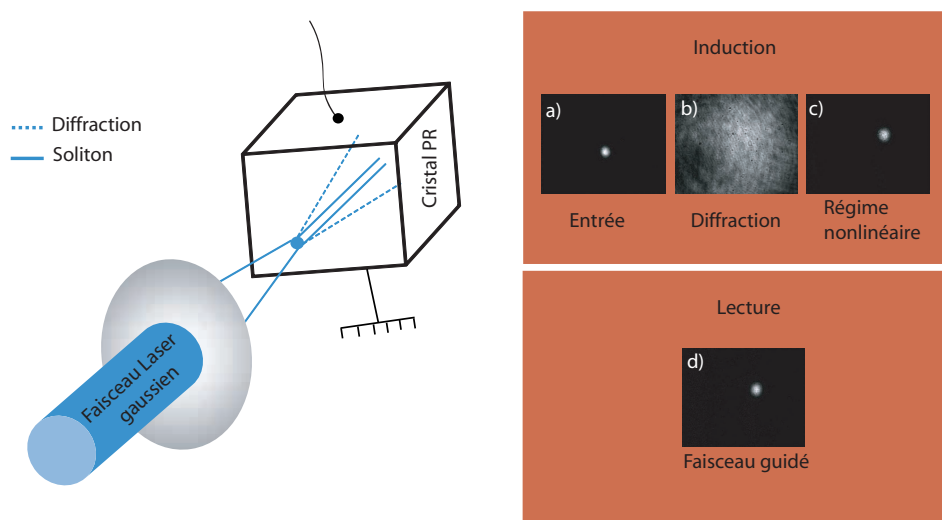 Diffraction
Soliton
Cristal PR
Faisceau Laser
gaussien
Induction
a)
b)
c)
Entrée
Diffraction
Régime
nonlinéaire
Lecture
d)
Faisceau guidé